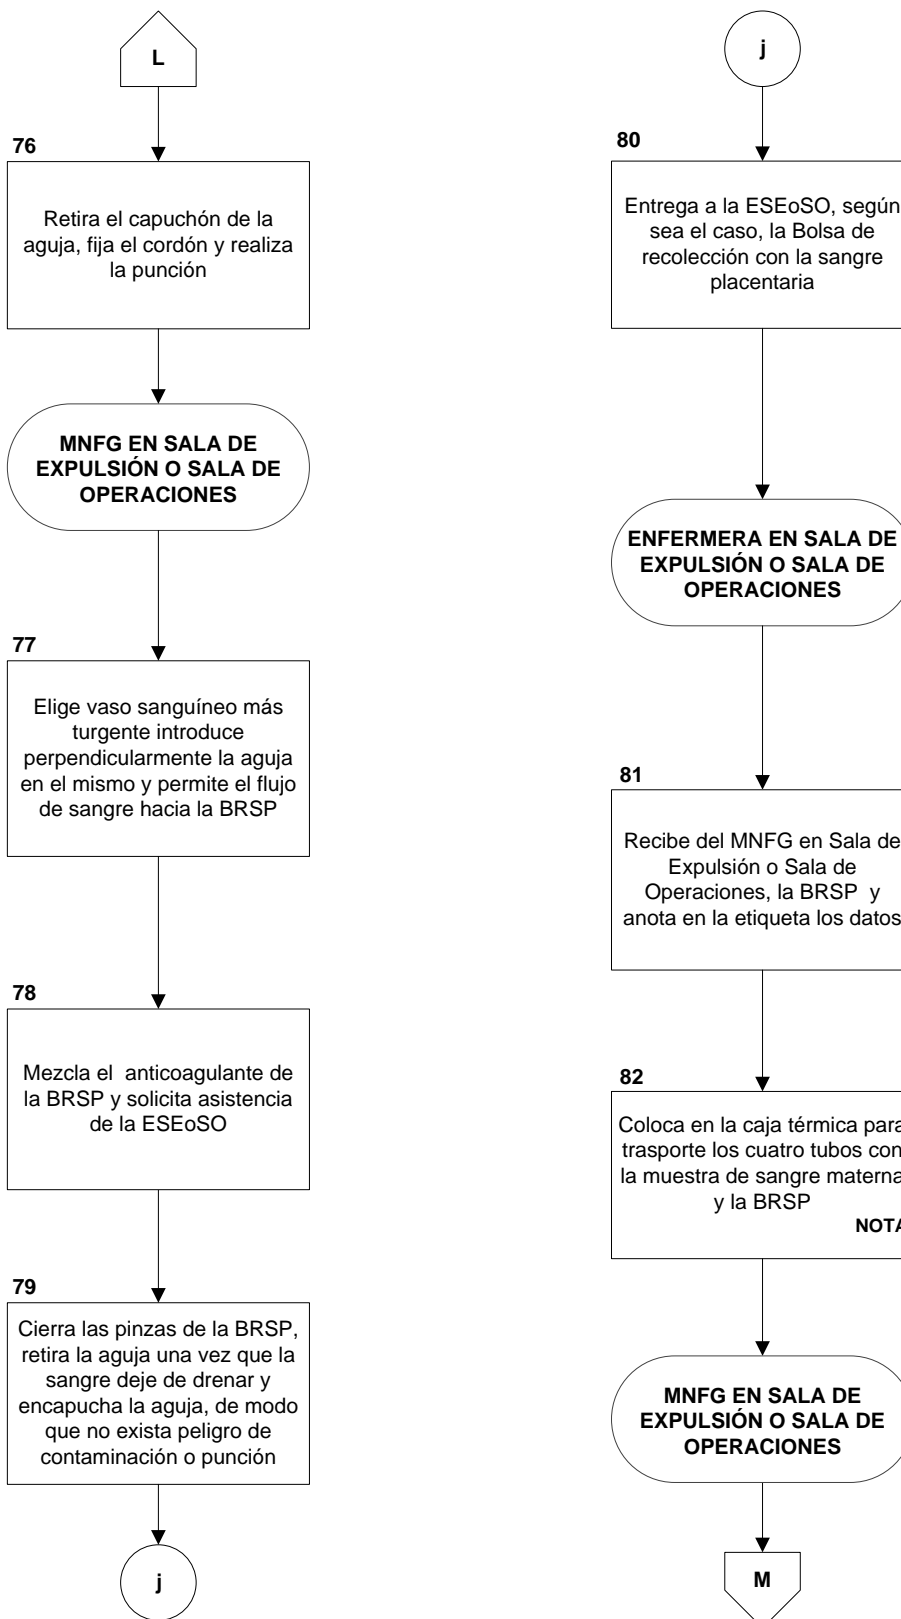 L
76
Retira el capuchón de la
aguja, fija el cordón y realiza
la punción
MNFG EN SALA DE
EXPULSIÓN O SALA DE
OPERACIONES
77
Elige vaso sanguíneo más
turgente introduce
perpendicularmente la aguja
en el mismo y permite el flujo
de sangre hacia la BRSP
78
Mezcla el  anticoagulante de
la BRSP y solicita asistencia
de la ESEoSO
79
Cierra las pinzas de la BRSP,
retira la aguja una vez que la
sangre deje de drenar y
encapucha la aguja, de modo
que no exista peligro de
contaminación o punción
j
j
80
Entrega a la ESEoSO, según
sea el caso, la Bolsa de
recolección con la sangre
placentaria
ENFERMERA EN SALA DE
EXPULSIÓN O SALA DE
OPERACIONES
81
Recibe del MNFG en Sala de
Expulsión o Sala de
Operaciones, la BRSP  y
anota en la etiqueta los datos
82
Coloca en la caja térmica para
trasporte los cuatro tubos con
la muestra de sangre materna
y la BRSP
NOTA
MNFG EN SALA DE
EXPULSIÓN O SALA DE
OPERACIONES
M